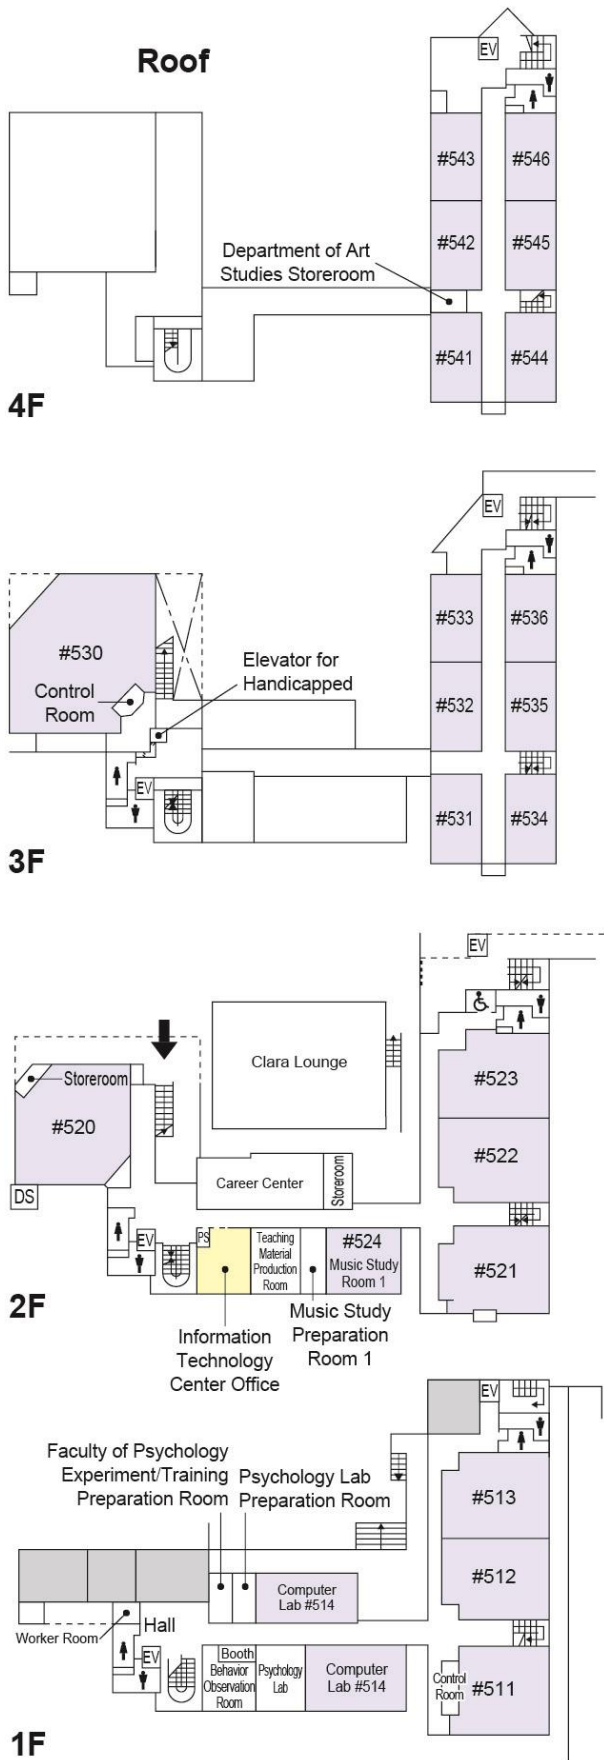 Roof
EV
#543
#546
#542
#545
Department of Art
Studies Storeroom
#541
#544
4F
EV
#533
#536
#530
Control
Room
Elevator for
Handicapped
#532
#535
EV
#531
#534
3F
EV
Clara Lounge
Storeroom
#523
#520
#522
Career Center
Storeroom
DS
EV
PS
Teaching
Material
Production
Room
#524
Music Study
Room 1
#521
2F
Information
Technology
Center Office
Music Study
Preparation
Room 1
EV
Faculty of Psychology
Experiment/Training
Preparation Room
Psychology Lab
Preparation Room
#513
#512
Computer
Lab #514
Worker Room
Hall
EV
Booth
Behavior
Observation
Room
Psychology
Lab
Computer
Lab #514
Control
Room
#511
1F